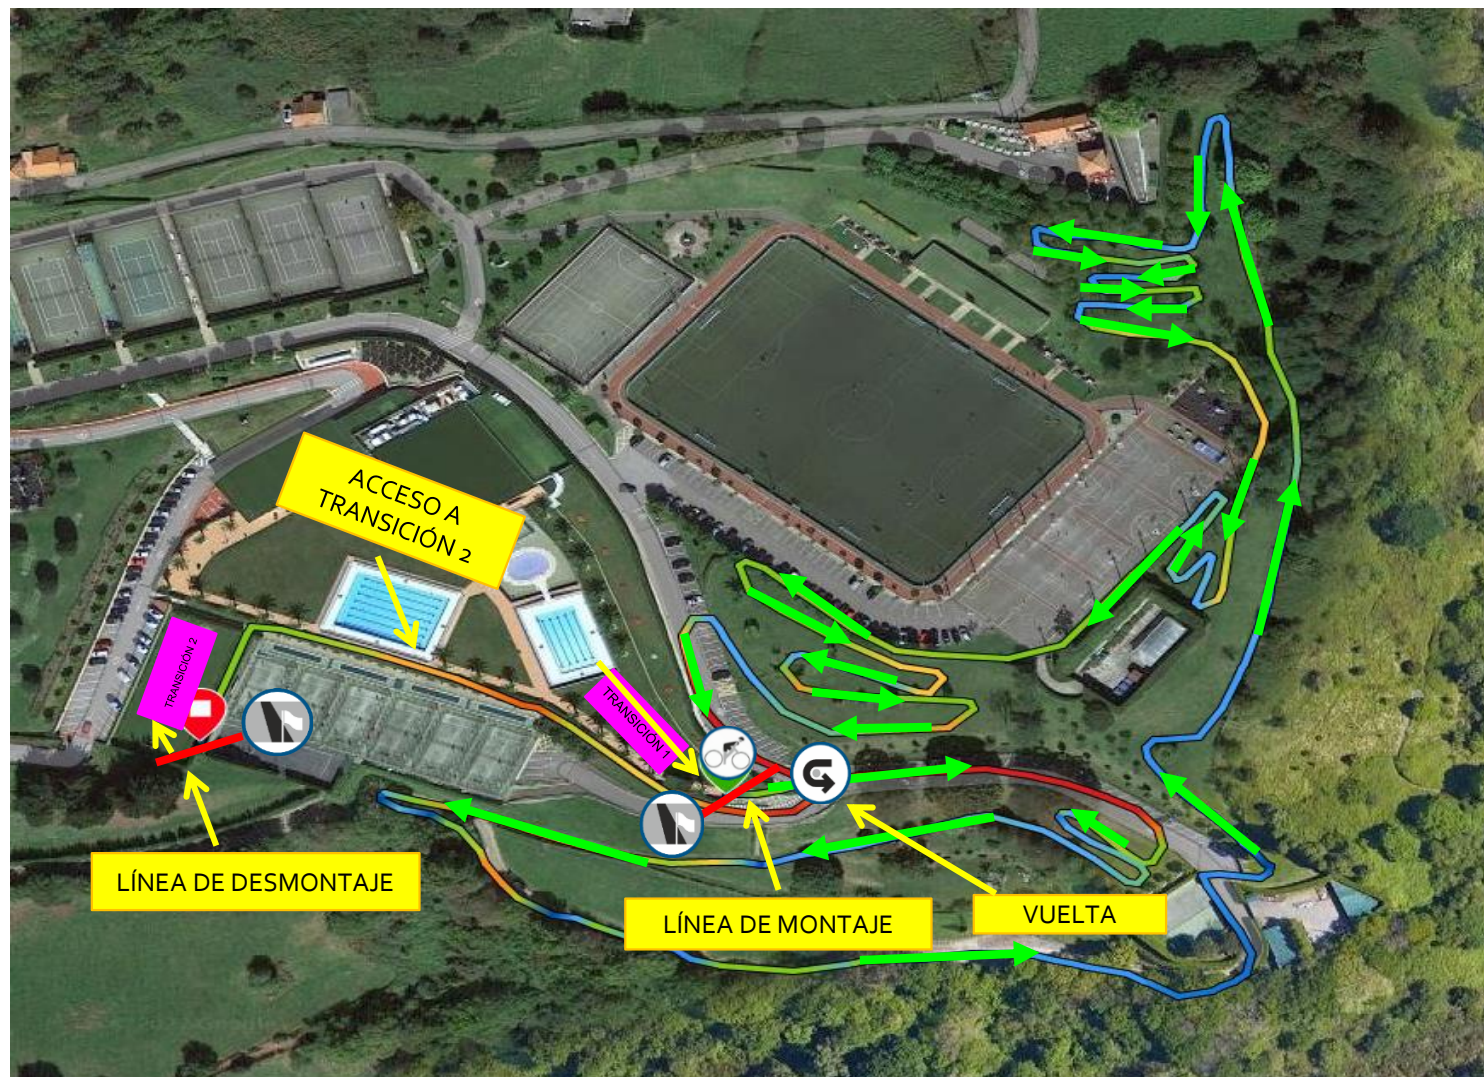 ACCESO A
TRANSICIÓN 2
TRANSICIÓN 2
TRANSICIÓN 1
LÍNEA DE DESMONTAJE
LÍNEA DE MONTAJE
VUELTA